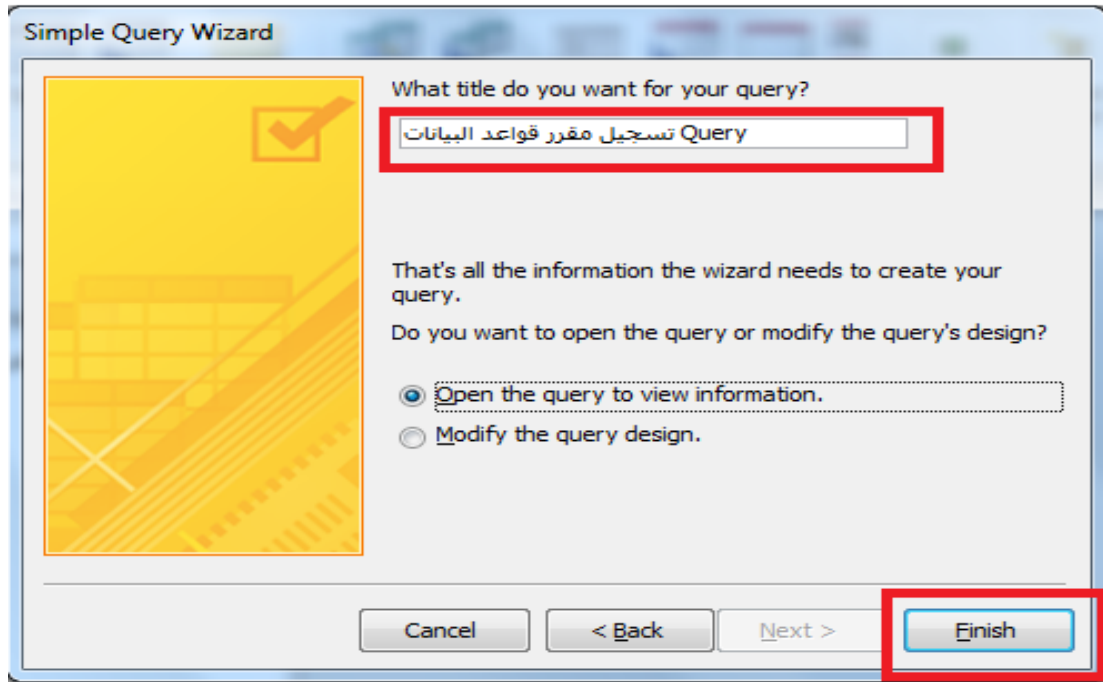 Simple Query Wizard
What title do you want for your query?
تسجيل مقرر قواعد البيانات Query
That's all the information the wizard needs to create your
query.
Do you want to open the query or modify the query's design?
Open the query to view information.
Modify the query design.
Cancel < Back Next > Finish